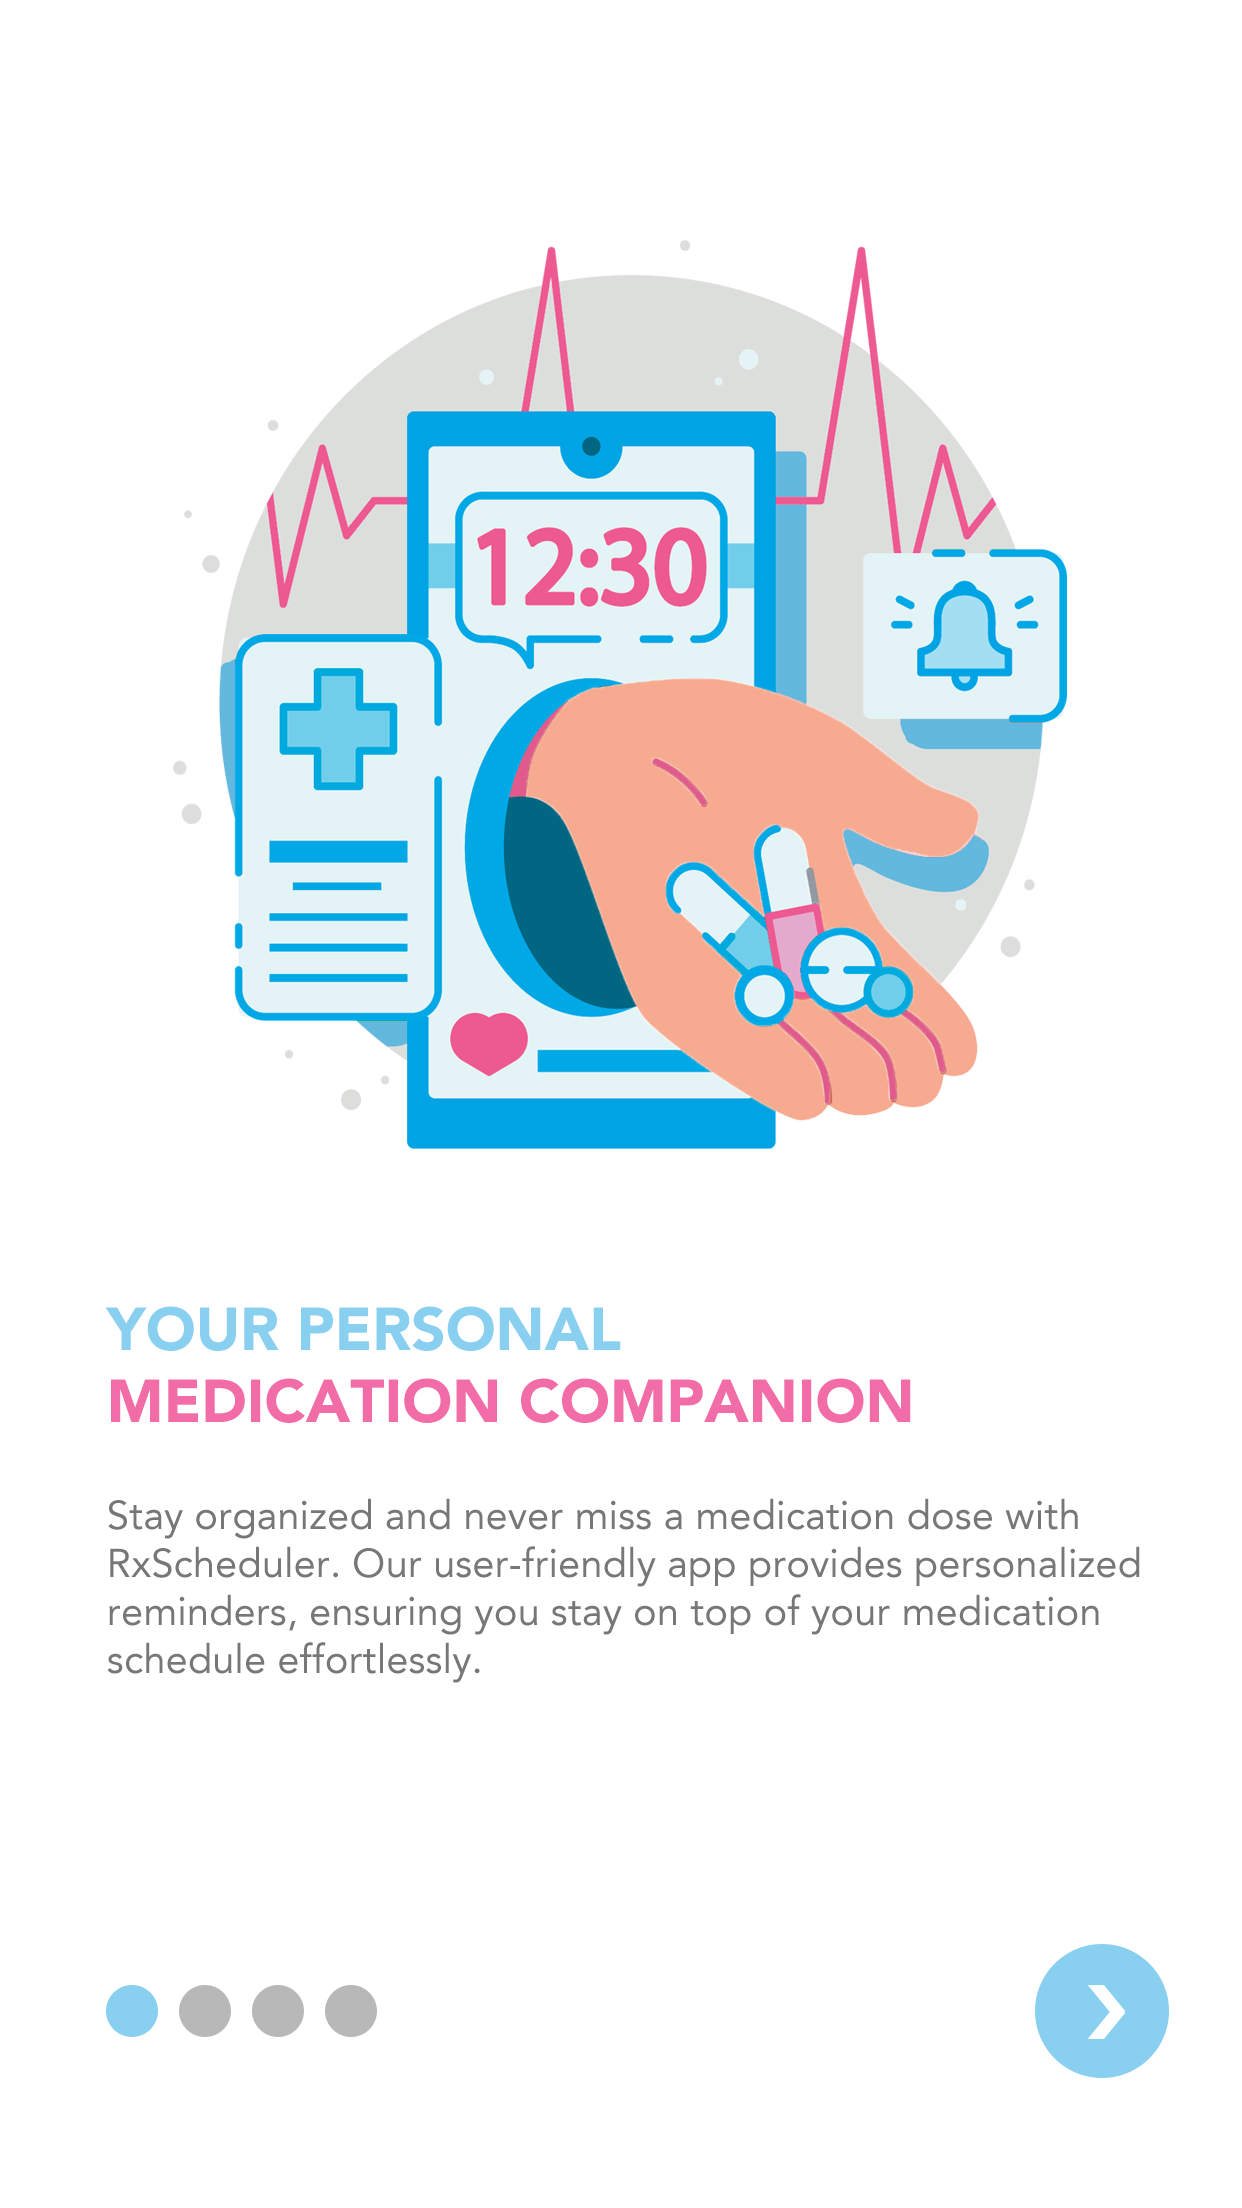 12:30
YOUR PERSONAL
MEDICATION COMPANION
Stay organized and never miss a medication dose with
RxScheduler. Our user-friendly app provides personalized
reminders, ensuring you stay on top of your medication
schedule effortlessly.